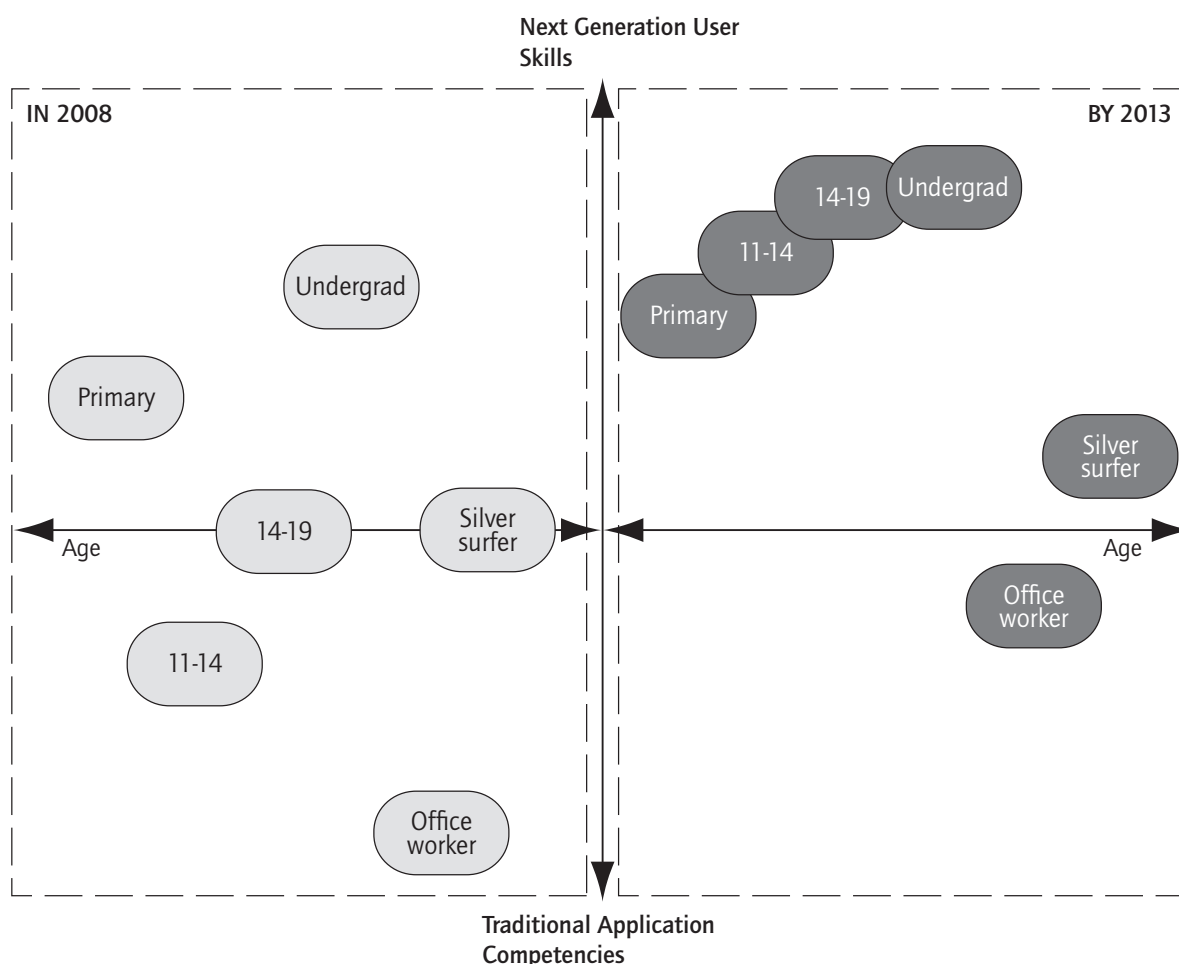 Next Generation User
Skills
IN 2008
BY 2013
Undergrad
Primary
14-19
Silver
surfer
Age
11-14
Office
worker
Undergrad
14-19
11-14
Primary
Silver
surfer
Age
Office
worker
Traditional Application
Competencies